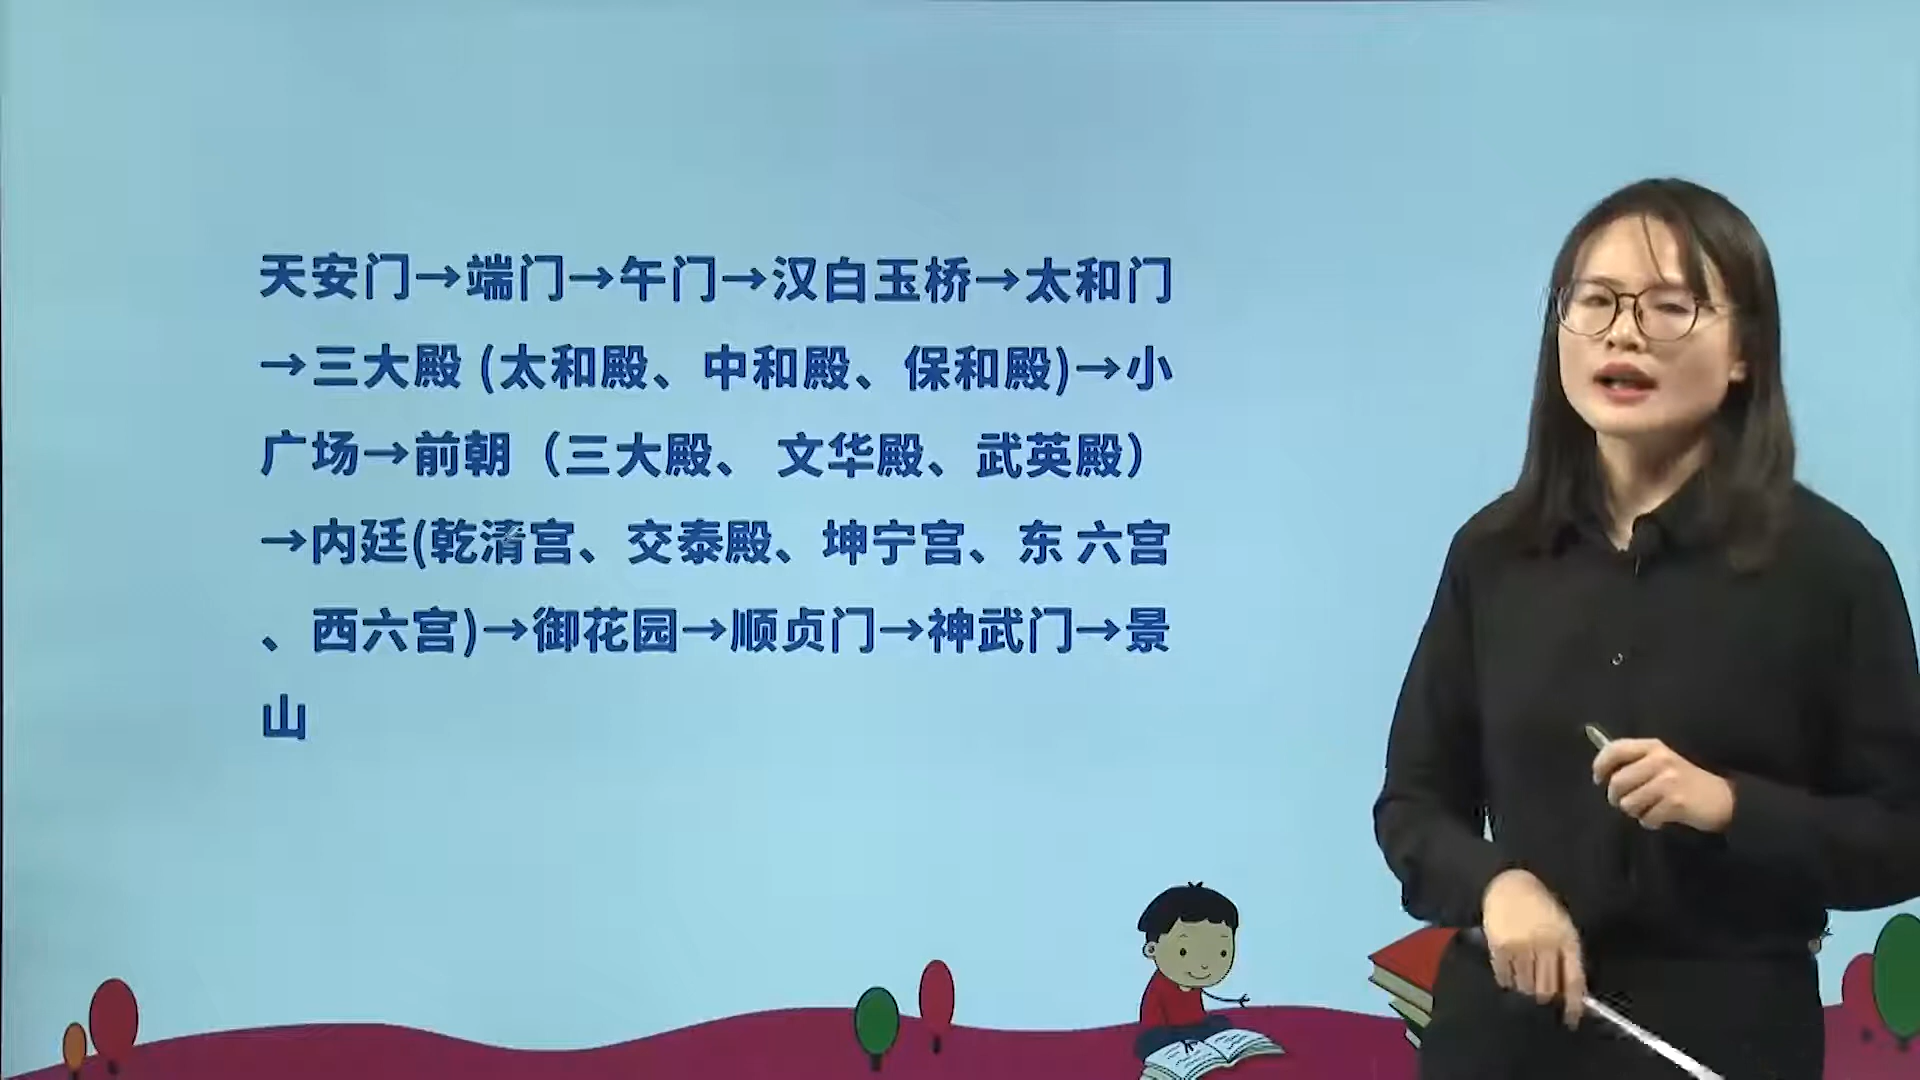 天安门→端门→午门→汉白玉桥→太和门
→三大殿 (太和殿、中和殿、保和殿)→小
广场→前朝（三大殿、 文华殿、武英殿）
→内廷(乾清宫、交泰殿、坤宁宫、东 六宫
、西六宫)→御花园→顺贞门→神武门→景
山